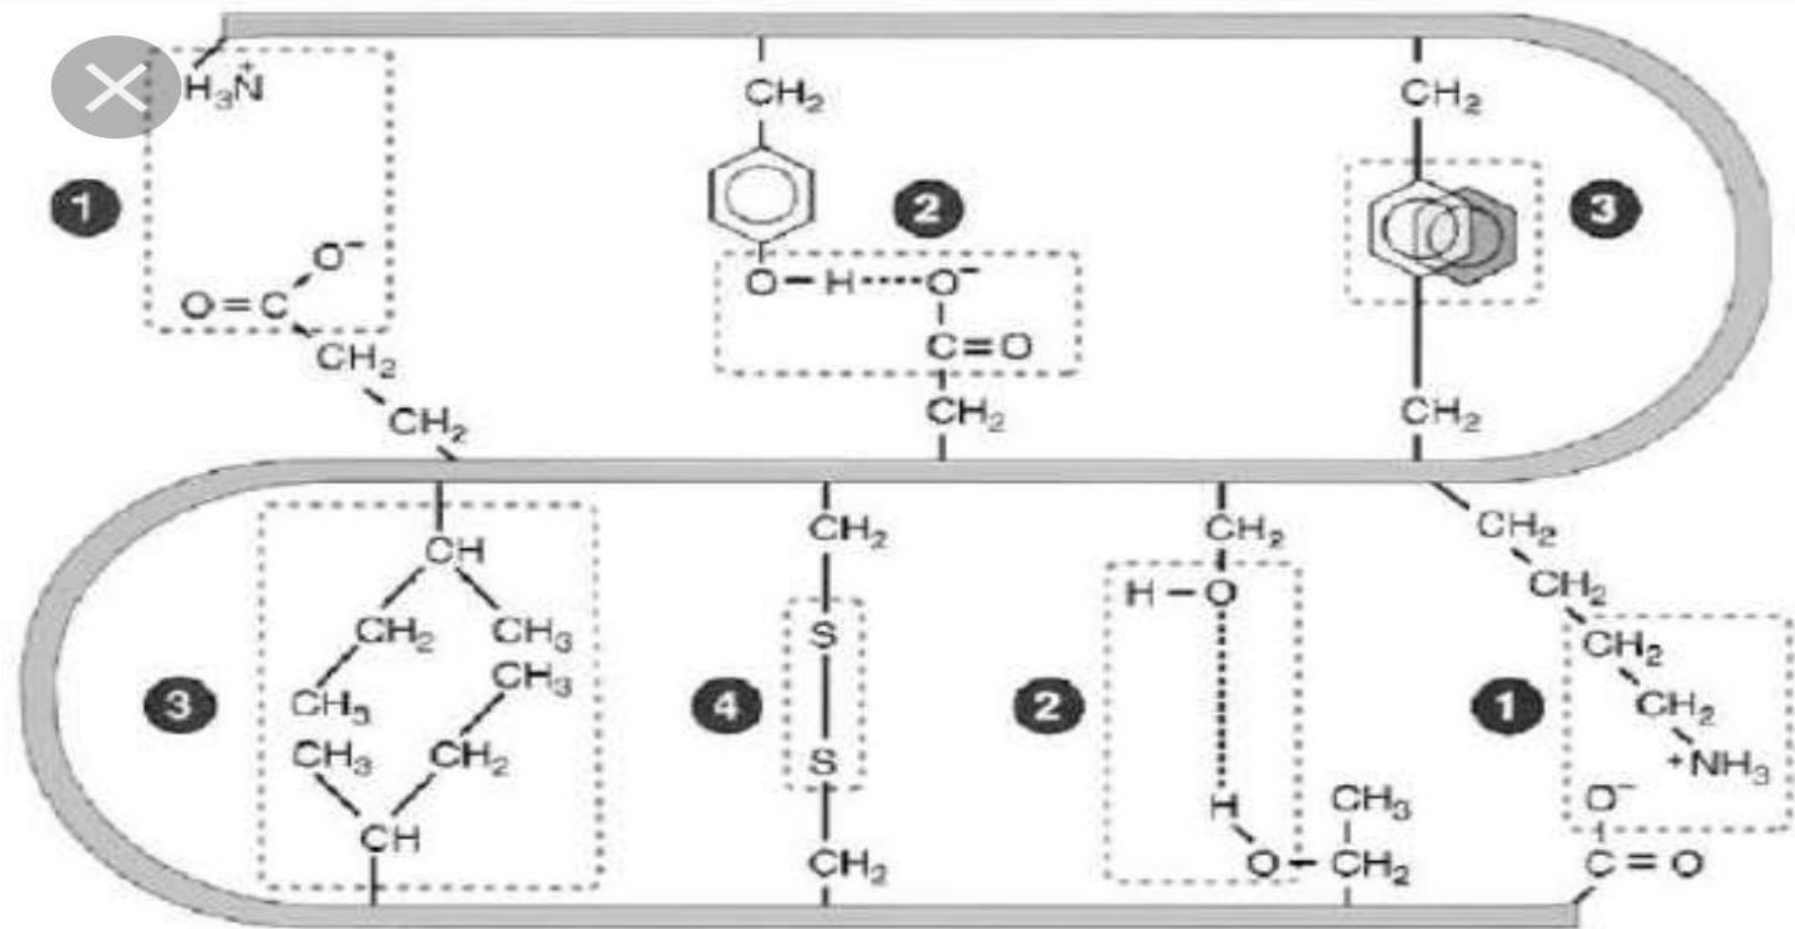 H₃N⁺
CH₂
CH₂
1
2
3
O⁻
O=C
O–H┄┄O⁻
CH₂
C=O
CH₂
CH₂
CH₂
CH₂
CH₂
CH₂
CH
H–O
CH₂
CH₂
CH₃
S
CH₂
CH₃
CH₃
3
4
2
1
CH₂
⁺NH₃
CH₃
CH₂
S
H
CH₃
O⁻
CH
CH₂
O–CH₂
C=O